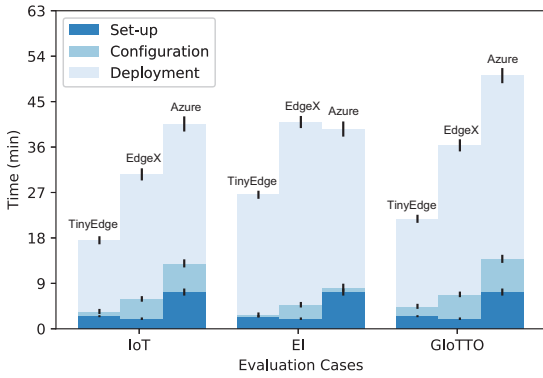 63
54
45
36
27
18
9
0
Time (min)
Set-up
Configuration
Deployment
TinyEdge
EdgeX
Azure
TinyEdge
EdgeX
Azure
TinyEdge
EdgeX
Azure
IoT
EI
GIoTTO
Evaluation Cases